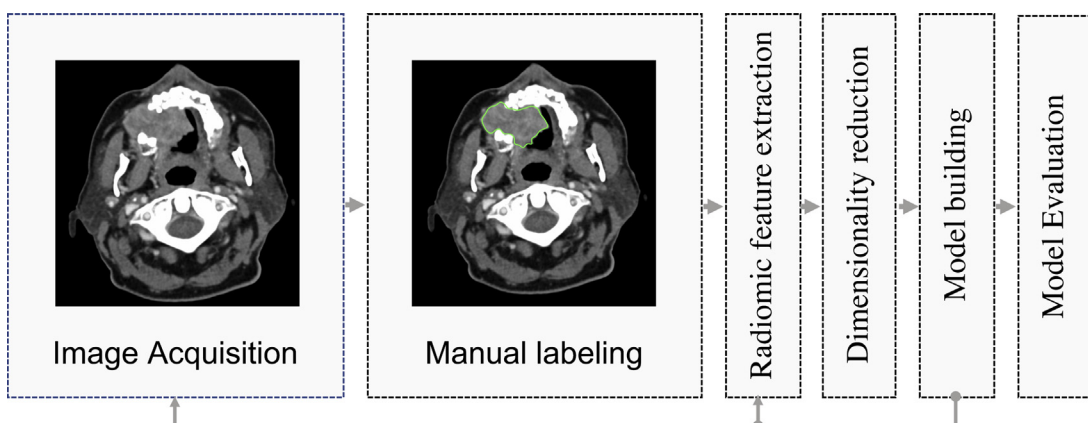 Image Acquisition
Manual labeling
Radiomic feature extraction
Dimensionality reduction
Model building
Model Evaluation